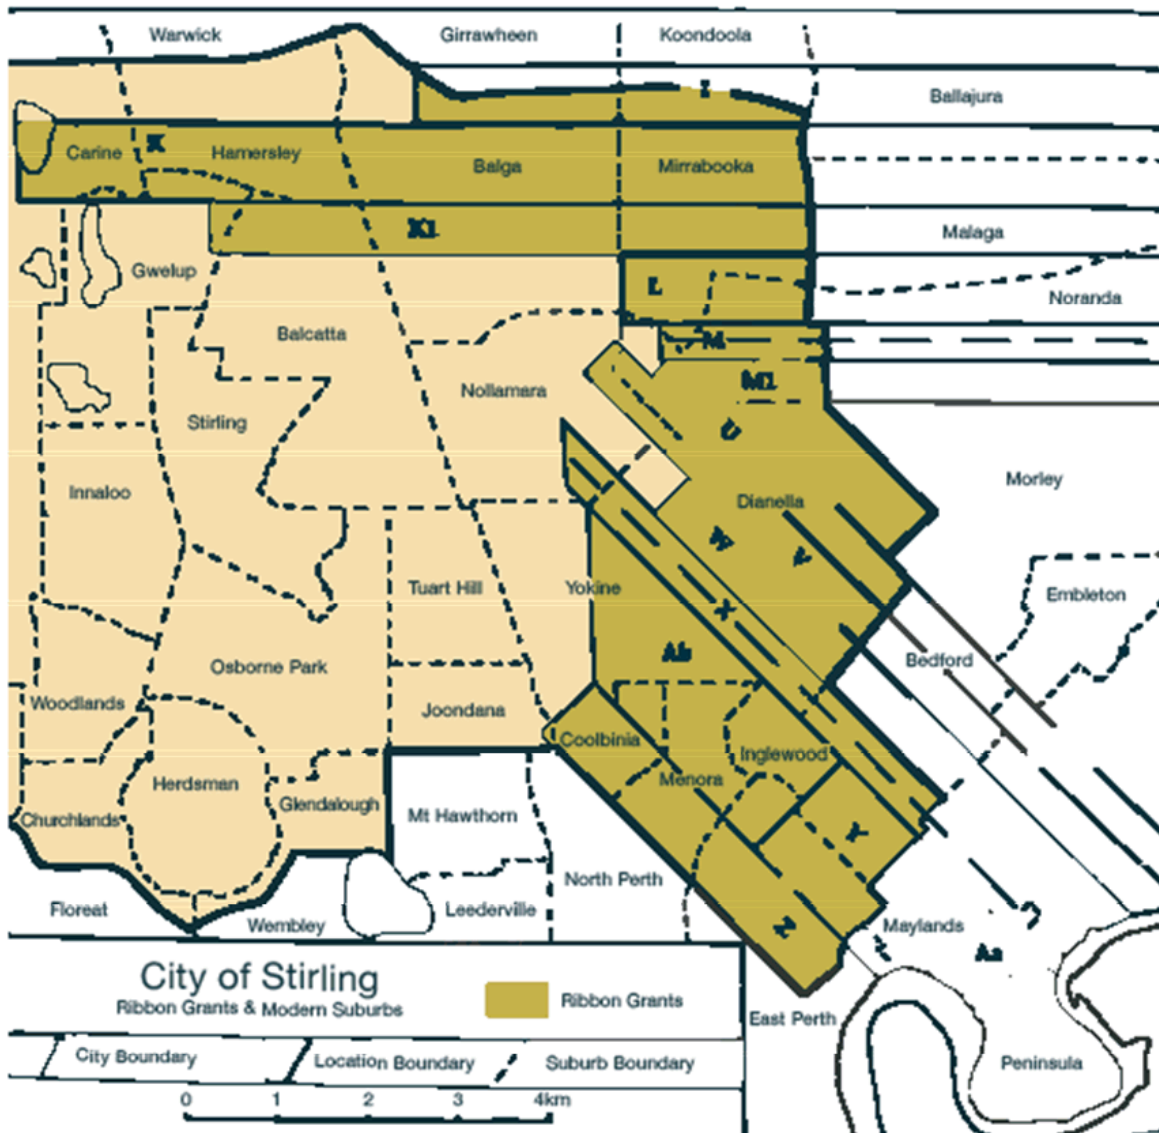 Warwick
Girrawheen
Koondoola
Ballajura
I
Carine
K
Hamersley
Balga
Mirrabooka
K1
Malaga
Gwelup
L
Noranda
Balcatta
M
M1
Nollamara
Stirling
U
Morley
Innaloo
Dianella
W
V
Tuart Hill
Yokine
Embleton
X
Ab
Osborne Park
Bedford
Woodlands
Joondana
Coolbinia
Inglewood
Menora
Herdsman
Glendalough
Churchlands
Mt Hawthorn
Y
North Perth
Floreat
Wembley
Leederville
Z
Maylands
Aa
City of Stirling
Ribbon Grants & Modern Suburbs
Ribbon Grants
East Perth
City Boundary
Location Boundary
Suburb Boundary
Peninsula
0 1 2 3 4km